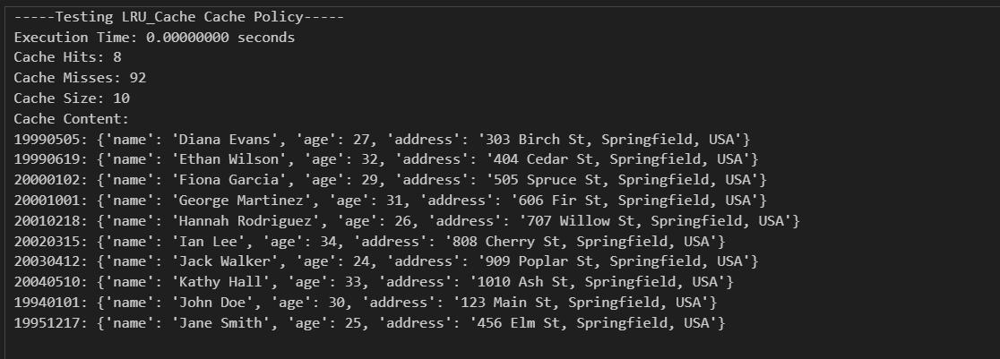 -----Testing LRU_Cache Cache Policy-----
Execution Time: 0.00000000 seconds
Cache Hits: 8
Cache Misses: 92
Cache Size: 10
Cache Content:
19990505: {'name': 'Diana Evans', 'age': 27, 'address': '303 Birch St, Springfield, USA'}
19990619: {'name': 'Ethan Wilson', 'age': 32, 'address': '404 Cedar St, Springfield, USA'}
20000102: {'name': 'Fiona Garcia', 'age': 29, 'address': '505 Spruce St, Springfield, USA'}
20001001: {'name': 'George Martinez', 'age': 31, 'address': '606 Fir St, Springfield, USA'}
20010218: {'name': 'Hannah Rodriguez', 'age': 26, 'address': '707 Willow St, Springfield, USA'}
20020315: {'name': 'Ian Lee', 'age': 34, 'address': '808 Cherry St, Springfield, USA'}
20030412: {'name': 'Jack Walker', 'age': 24, 'address': '909 Poplar St, Springfield, USA'}
20040510: {'name': 'Kathy Hall', 'age': 33, 'address': '1010 Ash St, Springfield, USA'}
19940101: {'name': 'John Doe', 'age': 30, 'address': '123 Main St, Springfield, USA'}
19951217: {'name': 'Jane Smith', 'age': 25, 'address': '456 Elm St, Springfield, USA'}